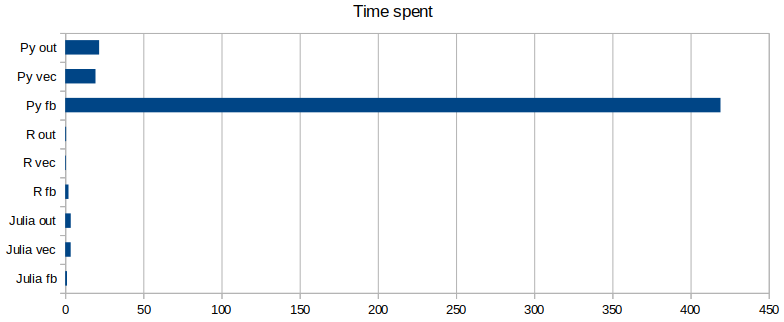 Time spent
Py out
Py vec
Py fb
R out
R vec
R fb
Julia out
Julia vec
Julia fb
0 50 100 150 200 250 300 350 400 450